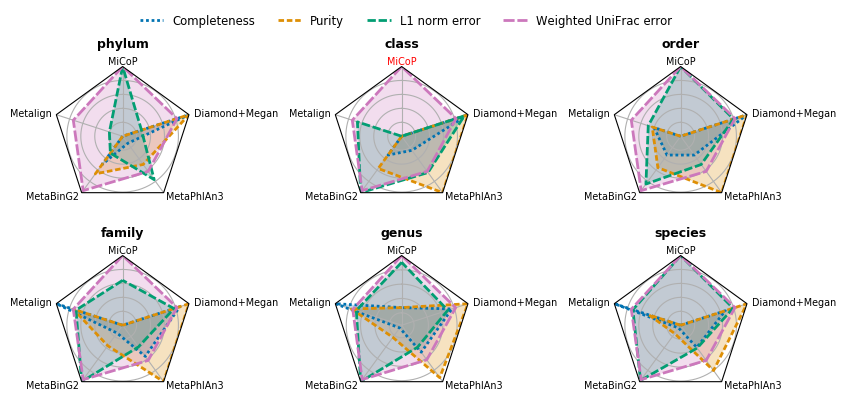 Completeness Purity L1 norm error Weighted UniFrac error
phylum class order
MiCoP MiCoP MiCoP
Metalign Diamond+Megan Metalign Diamond+Megan Metalign Diamond+Megan
MetaBinG2 MetaPhlAn3 MetaBinG2 MetaPhlAn3 MetaBinG2 MetaPhlAn3
family genus species
MiCoP MiCoP MiCoP
Metalign Diamond+Megan Metalign Diamond+Megan Metalign Diamond+Megan
MetaBinG2 MetaPhlAn3 MetaBinG2 MetaPhlAn3 MetaBinG2 MetaPhlAn3